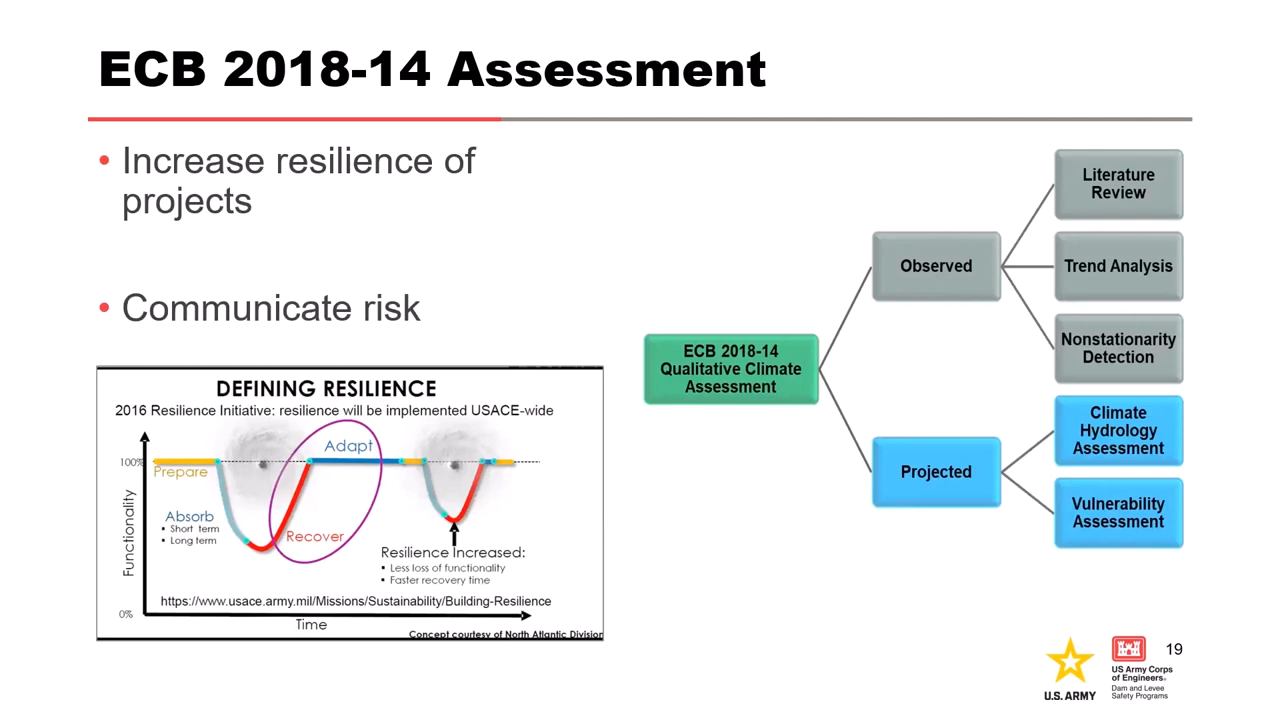 ECB 2018-14 Assessment
• Increase resilience of
projects
• Communicate risk
DEFINING RESILIENCE
2016 Resilience Initiative: resilience will be implemented USACE-wide
Adapt
100%
Prepare
Absorb
▪ Short term
▪ Long term
Recover
Functionality
Resilience Increased:
▪ Less loss of functionality
▪ Faster recovery time
https://www.usace.army.mil/Missions/Sustainability/Building-Resilience
0%
Time
Concept courtesy of North Atlantic Division
ECB 2018-14
Qualitative Climate
Assessment
Observed
Literature
Review
Trend Analysis
Nonstationarity
Detection
Projected
Climate
Hydrology
Assessment
Vulnerability
Assessment
U.S. ARMY
US Army Corps
of Engineers®
Dam and Levee
Safety Programs
19